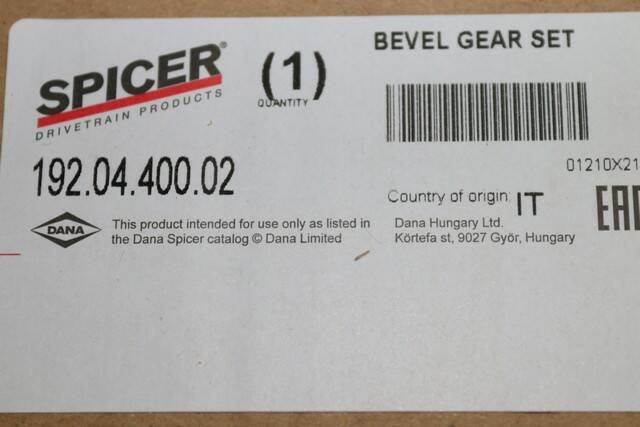 SPICER®
DRIVETRAIN PRODUCTS
(1)
QUANTITY
BEVEL GEAR SET
192.04.400.02
01210X21
Country of origin: IT
EAC
DANA
This product intended for use only as listed in
the Dana Spicer catalog © Dana Limited
Dana Hungary Ltd.
Körtefa st, 9027 Györ, Hungary